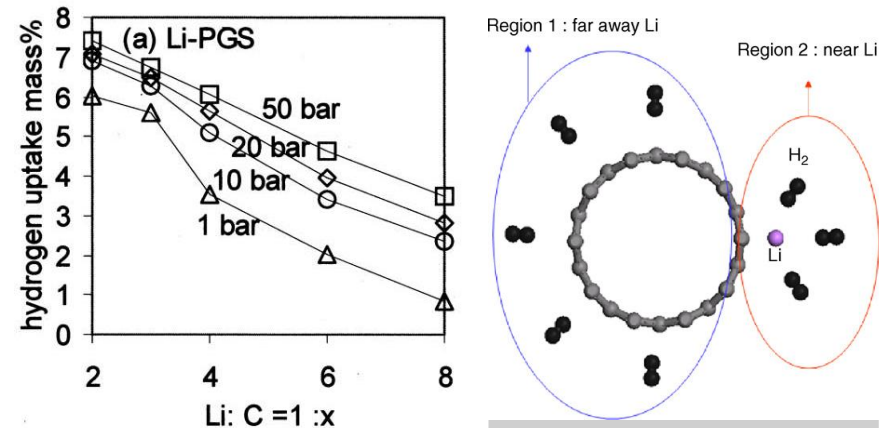 8
7
6
5
4
3
2
1
0
hydrogen uptake mass%
(a) Li-PGS
50 bar
20 bar
10 bar
1 bar
2 4 6 8
Li: C =1 :x
Region 1 : far away Li
Region 2 : near Li
H₂
Li